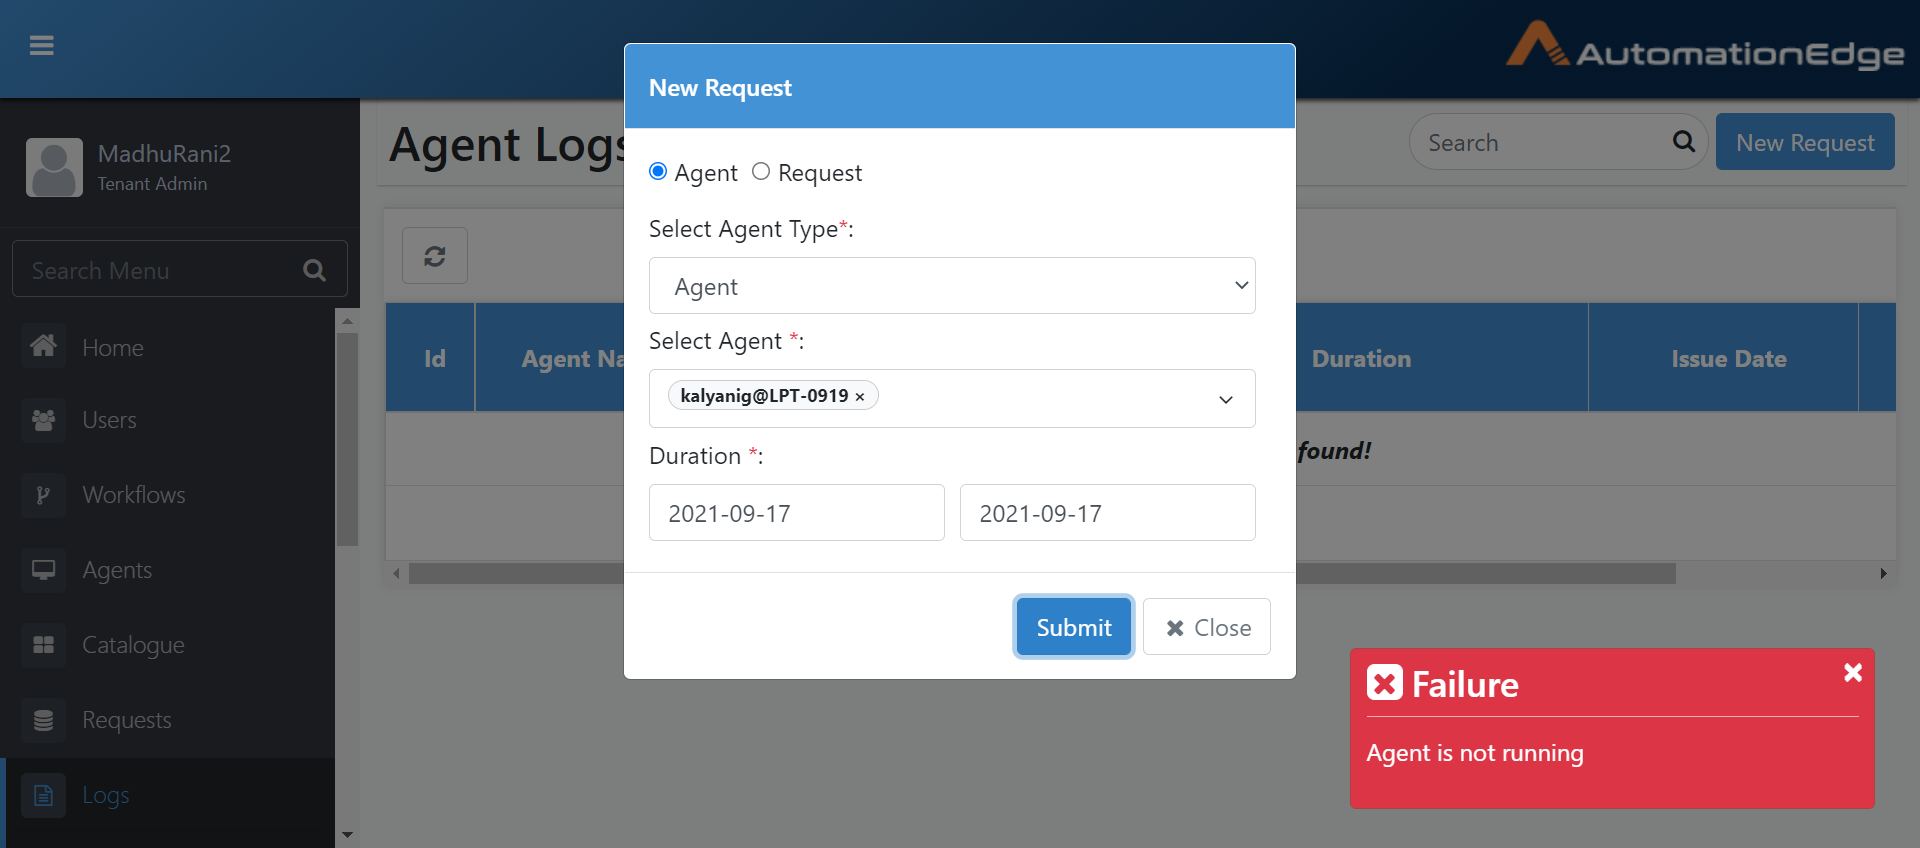 AutomationEdge
MadhuRani2
Tenant Admin
Search Menu
Home
Users
Workflows
Agents
Catalogue
Requests
Logs
Agent Logs
Search
New Request
Id
Agent Na
Duration
Issue Date
found!
New Request
Agent
Request
Select Agent Type*:
Agent
Select Agent *:
kalyanig@LPT-0919 ×
Duration *:
2021-09-17
2021-09-17
Submit
Close
Failure
Agent is not running